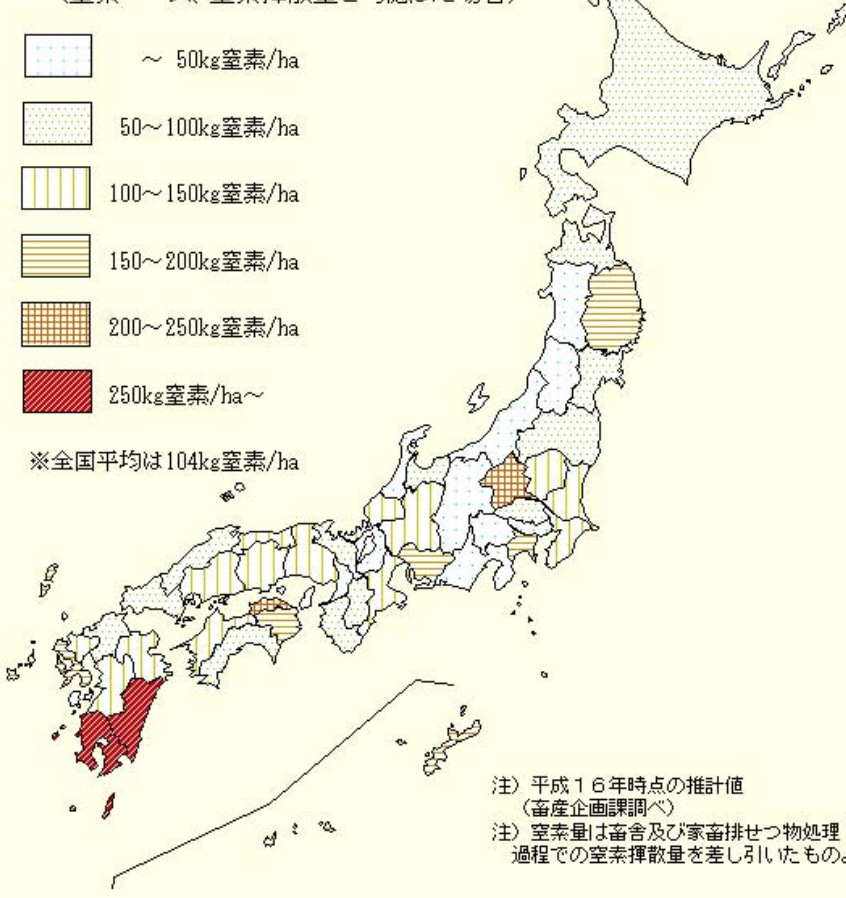 ～ 50kg窒素/ha
50～100kg窒素/ha
100～150kg窒素/ha
150～200kg窒素/ha
200～250kg窒素/ha
250kg窒素/ha～
※全国平均は104kg窒素/ha
注）平成１６年時点の推計値
（畜産企画課調べ）
注）窒素量は畜舎及び家畜排せつ物処理
過程での窒素揮散量を差し引いたもの。